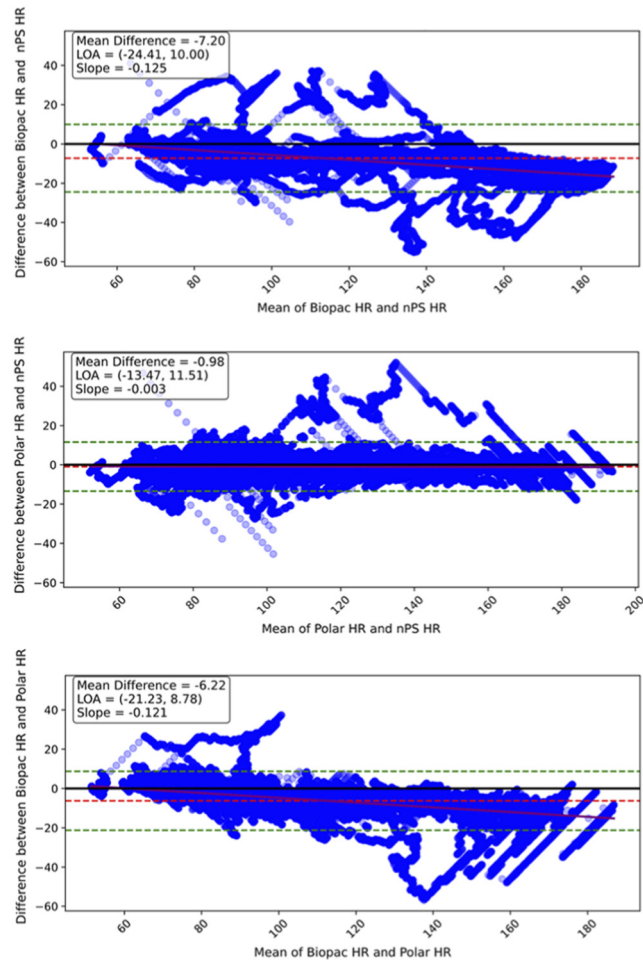 Difference between Biopac HR and nPS HR
Mean Difference = -7.20
LOA = (-24.41, 10.00)
Slope = -0.125
40
20
0
−20
−40
−60
60
80
100
120
140
160
180
Mean of Biopac HR and nPS HR
Difference between Polar HR and nPS HR
Mean Difference = -0.98
LOA = (-13.47, 11.51)
Slope = -0.003
40
20
0
−20
−40
−60
60
80
100
120
140
160
180
200
Mean of Polar HR and nPS HR
Difference between Biopac HR and Polar HR
Mean Difference = -6.22
LOA = (-21.23, 8.78)
Slope = -0.121
40
20
0
−20
−40
−60
60
80
100
120
140
160
180
Mean of Biopac HR and Polar HR